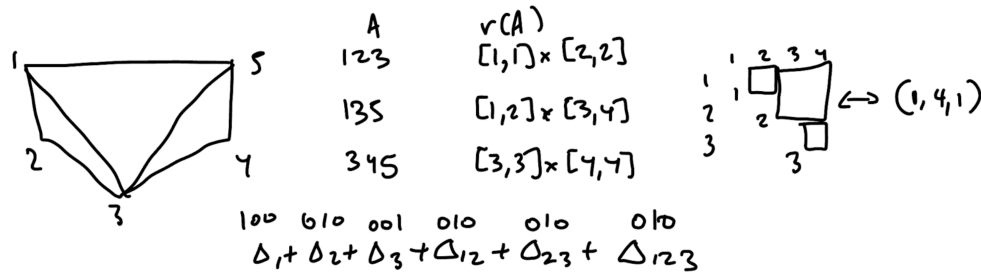 A r(A)
1 5 123 [1,1]×[2,2] 1 1 2 3 4
135 [1,2]×[3,4] 1 2 2 ↔ (1,4,1)
2 4 345 [3,3]×[4,4] 3 3
3
100 010 001 010 010 010
Δ₁+ Δ₂+ Δ₃ + Δ₁₂ + Δ₂₃ + Δ₁₂₃